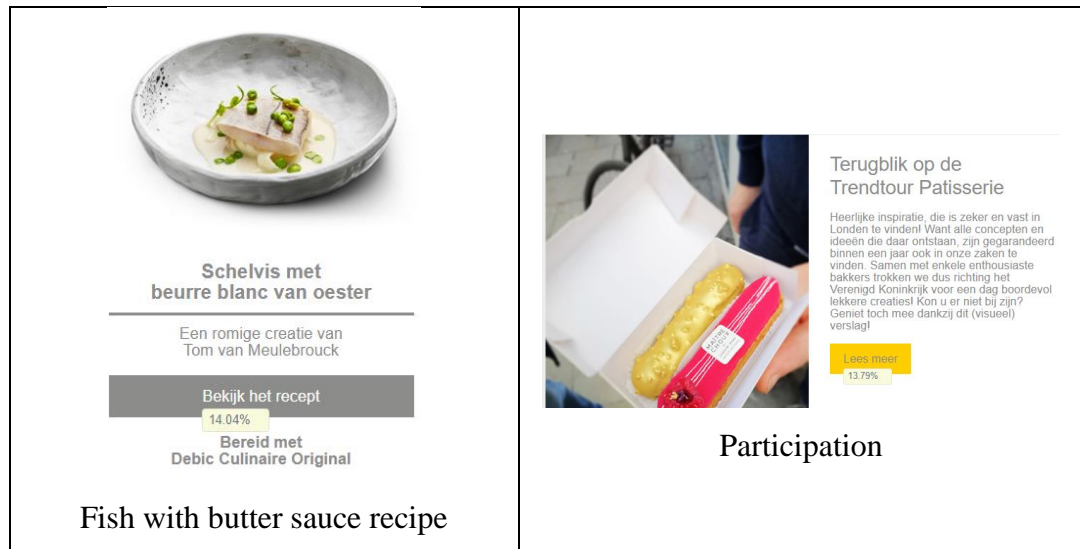 Schelvis met
beurre blanc van oester
Een romige creatie van
Tom van Meulebrouck
Bekijk het recept
14.04%
Bereid met
Debic Culinaire Original
Fish with butter sauce recipe
Terugblik op de
Trendtour Patisserie
Heerlijke inspiratie, die is zeker en vast in
Londen te vinden! Want alle concepten en
ideeën die daar ontstaan, zijn gegarandeerd
binnen een jaar ook in onze zaken te
vinden. Samen met enkele enthousiaste
bakkers trokken we dus richting het
Verenigd Koninkrijk voor een dag boordevol
lekkere creaties! Kon u er niet bij zijn?
Geniet toch mee dankzij dit (visueel)
verslag!
Lees meer
13.79%
MAITRE
CHOUX
Participation